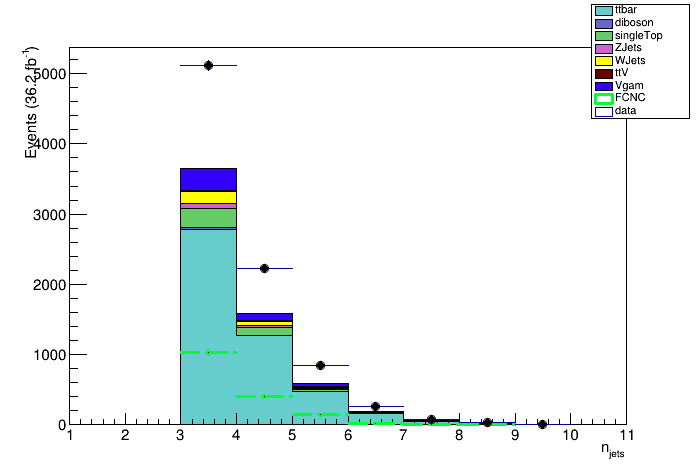 ttbar
diboson
singleTop
ZJets
WJets
ttV
Vgam
FCNC
data
Events (36.2 fb-1)
5000
4000
3000
2000
1000
0
1 2 3 4 5 6 7 8 9 10 11
njets